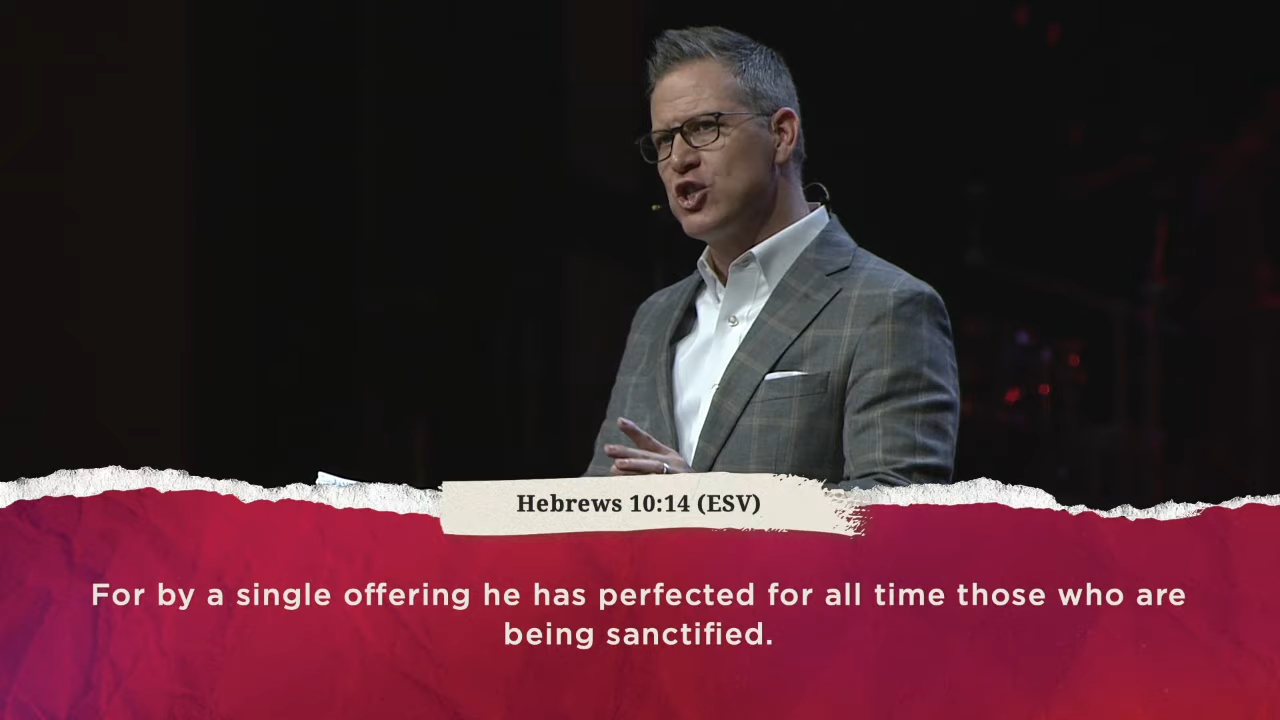 Hebrews 10:14 (ESV)
For by a single offering he has perfected for all time those who are
being sanctified.